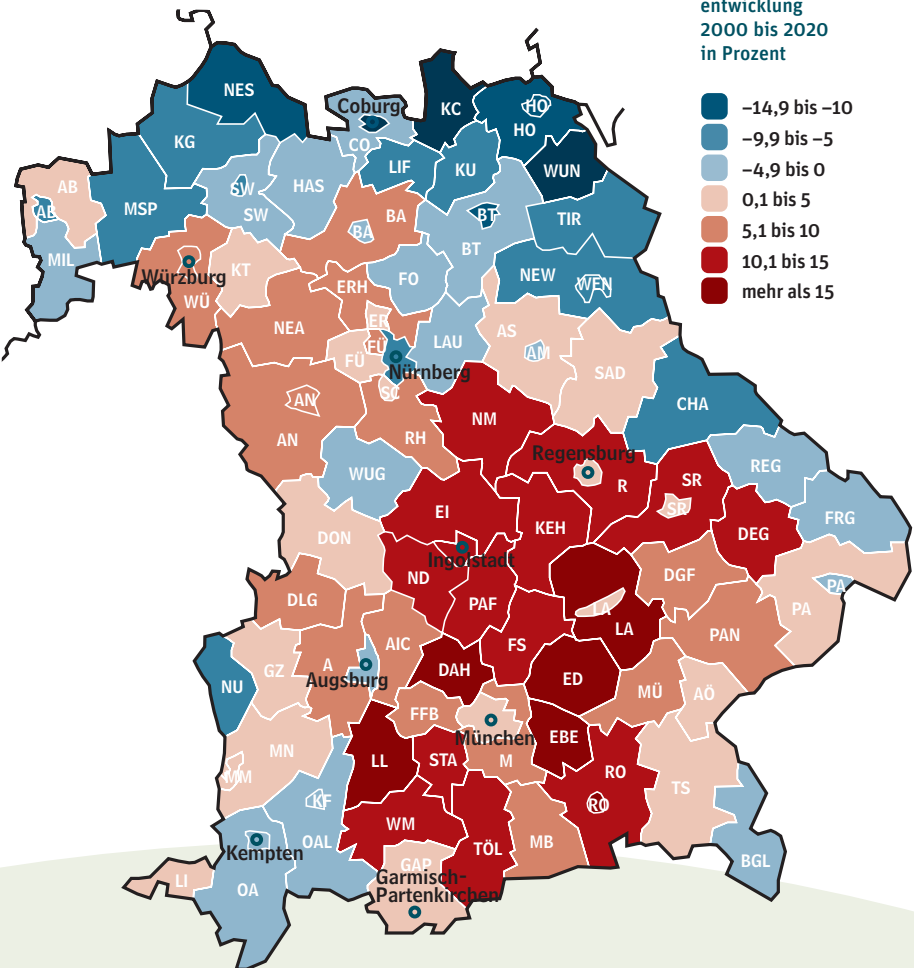 entwicklung
2000 bis 2020
in Prozent
–14,9 bis –10
–9,9 bis –5
–4,9 bis 0
0,1 bis 5
5,1 bis 10
10,1 bis 15
mehr als 15
NES
Coburg
KC
HO
HO
CO
KG
LIF
KU
WUN
AB
AB
MSP
SW
SW
HAS
BA
BA
BT
BT
TIR
MIL
Würzburg
WÜ
KT
ERH
FO
NEW
WEN
NEA
ER
FÜ
FÜ
Nürnberg
LAU
AS
AM
SAD
SC
AN
AN
RH
NM
CHA
WUG
Regensburg
R
SR
SR
REG
FRG
EI
KEH
DEG
DON
Ingolstadt
ND
PAF
DGF
PA
PA
DLG
LA
LA
PAN
AIC
FS
NU
GZ
A
Augsburg
DAH
ED
MÜ
AÖ
FFB
München
M
EBE
MN
MM
LL
STA
RO
RO
TS
KF
OAL
WM
TÖL
MB
BGL
Kempten
OA
LI
GAP
Garmisch-
Partenkirchen